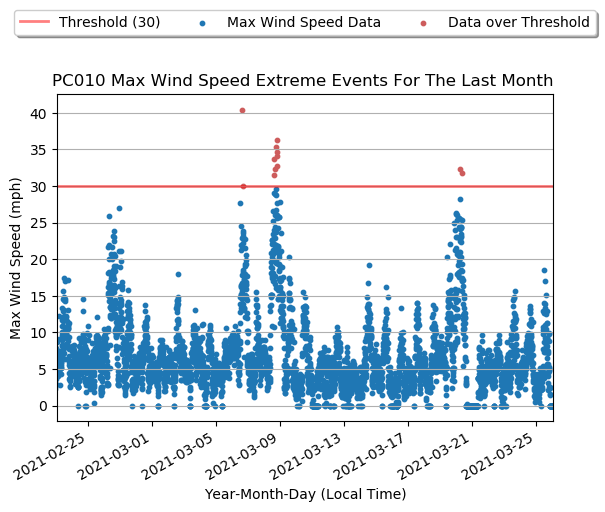 Threshold (30) Max Wind Speed Data Data over Threshold
PC010 Max Wind Speed Extreme Events For The Last Month
Max Wind Speed (mph)
40
35
30
25
20
15
10
5
0
2021-02-25 2021-03-01 2021-03-05 2021-03-09 2021-03-13 2021-03-17 2021-03-21 2021-03-25
Year-Month-Day (Local Time)